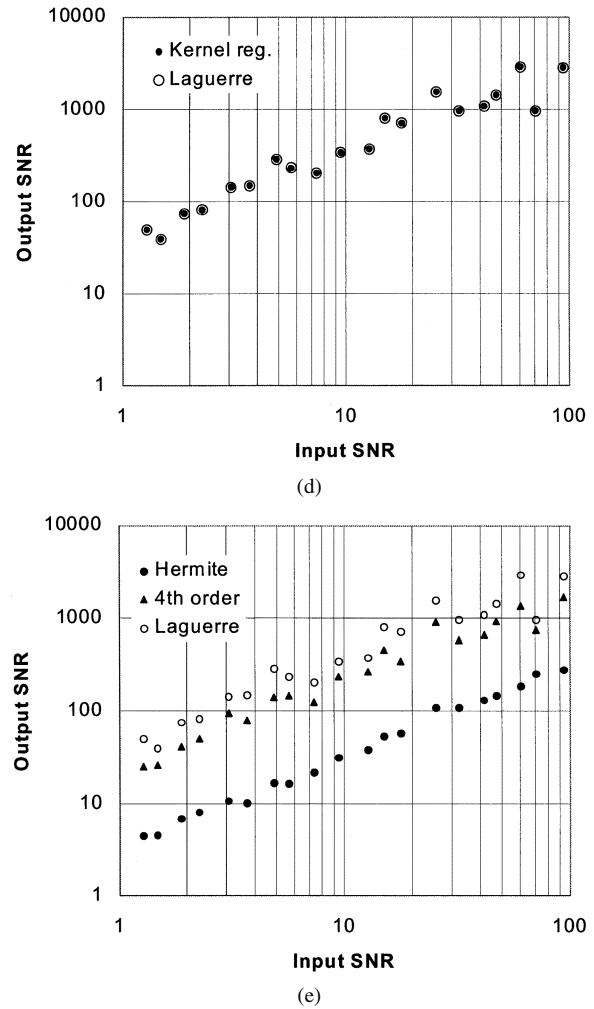 10000
1000
100
10
1
Kernel reg.
Laguerre
Output SNR
1 10 100
Input SNR
(d)
10000
1000
100
10
1
Hermite
4th order
Laguerre
Output SNR
1 10 100
Input SNR
(e)